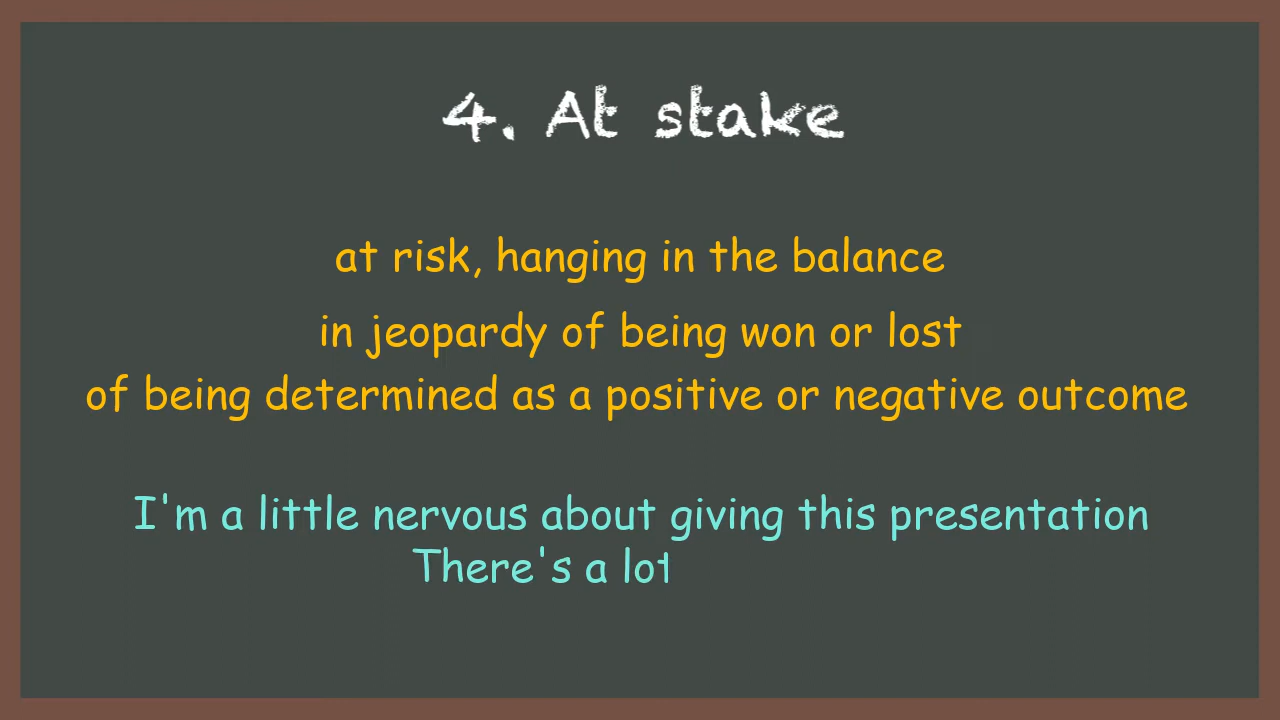 4. At stake
at risk, hanging in the balance
in jeopardy of being won or lost
of being determined as a positive or negative outcome
I'm a little nervous about giving this presentation
There's a lot